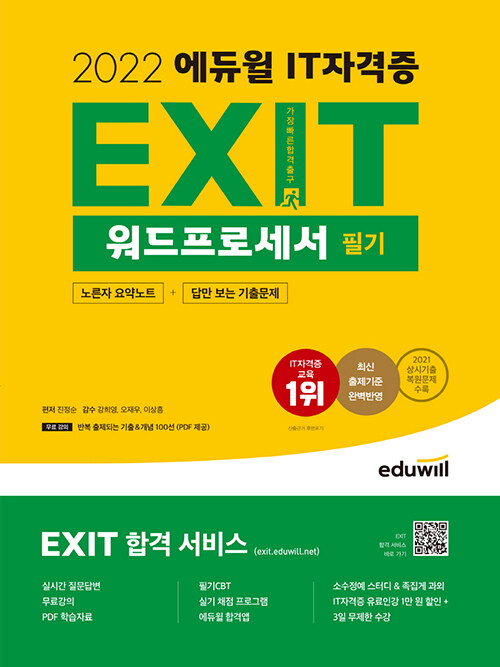 2022 에듀윌 IT자격증
EXIT
가장빠른합격출구
워드프로세서 필기
노른자 요약노트 + 답만 보는 기출문제
IT자격증
교육
1위
최신
출제기준
완벽반영
2021
상시기출
복원문제
수록
편저 진정순 감수 강희영, 오재우, 이상흠
무료 강의 반복 출제되는 기출&개념 100선 (PDF 제공)
eduwill
EXIT 합격 서비스 (exit.eduwill.net)
EXIT
합격 서비스
바로 가기
실시간 질문답변
무료강의
PDF 학습자료
필기CBT
실기 채점 프로그램
에듀윌 합격앱
소수정예 스터디 & 족집게 과외
IT자격증 유료인강 1만 원 할인 +
3일 무제한 수강